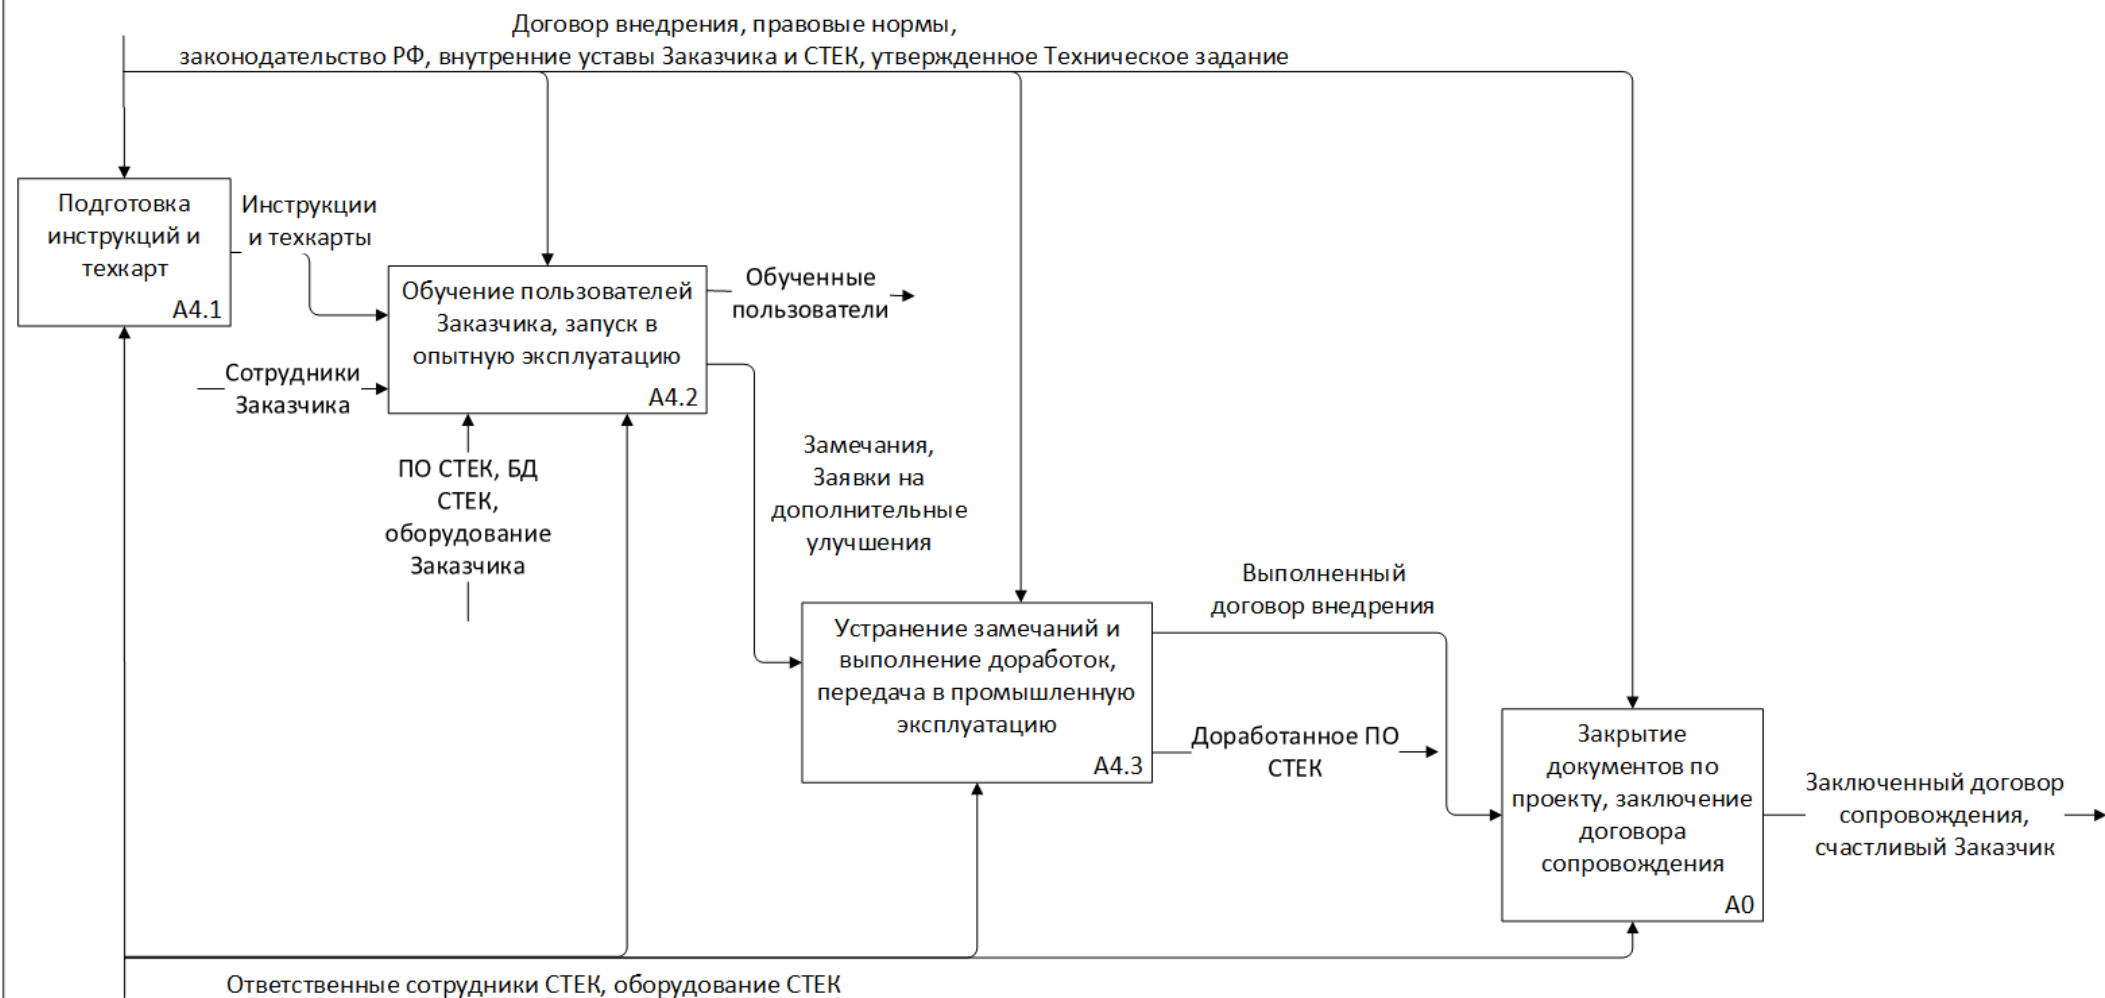 Договор внедрения, правовые нормы,
законодательство РФ, внутренние уставы Заказчика и СТЕК, утвержденное Техническое задание
Подготовка
инструкций и
техкарт
А4.1
Инструкции
и техкарты
Обучение пользователей
Заказчика, запуск в
опытную эксплуатацию
А4.2
Обученные
пользователи
Сотрудники
Заказчика
ПО СТЕК, БД
СТЕК,
оборудование
Заказчика
Замечания,
Заявки на
дополнительные
улучшения
Устранение замечаний и
выполнение доработок,
передача в промышленную
эксплуатацию
А4.3
Выполненный
договор внедрения
Доработанное ПО
СТЕК
Закрытие
документов по
проекту, заключение
договора
сопровождения
А0
Заключенный договор
сопровождения,
счастливый Заказчик
Ответственные сотрудники СТЕК, оборудование СТЕК